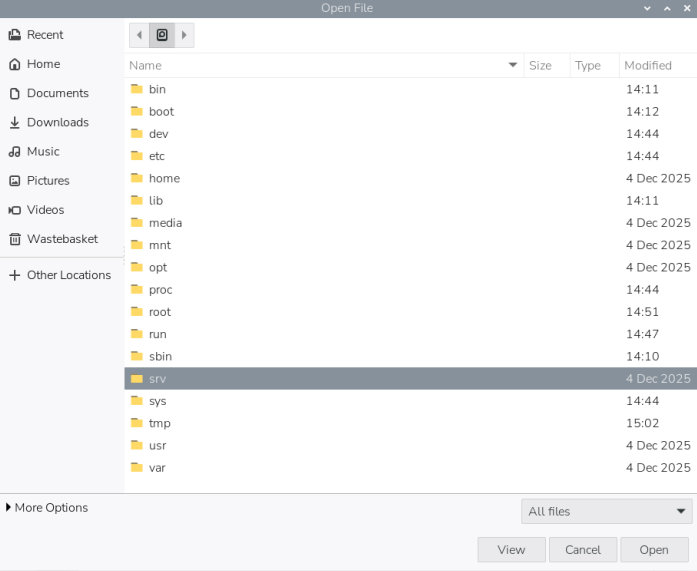 Open File
Recent
Home
Documents
Downloads
Music
Pictures
Videos
Wastebasket
Other Locations
Name Size Type Modified
bin 14:11
boot 14:12
dev 14:44
etc 14:44
home 4 Dec 2025
lib 14:11
media 4 Dec 2025
mnt 4 Dec 2025
opt 4 Dec 2025
proc 14:44
root 14:51
run 14:47
sbin 14:10
srv 4 Dec 2025
sys 14:44
tmp 15:02
usr 4 Dec 2025
var 4 Dec 2025
More Options
All files
View Cancel Open